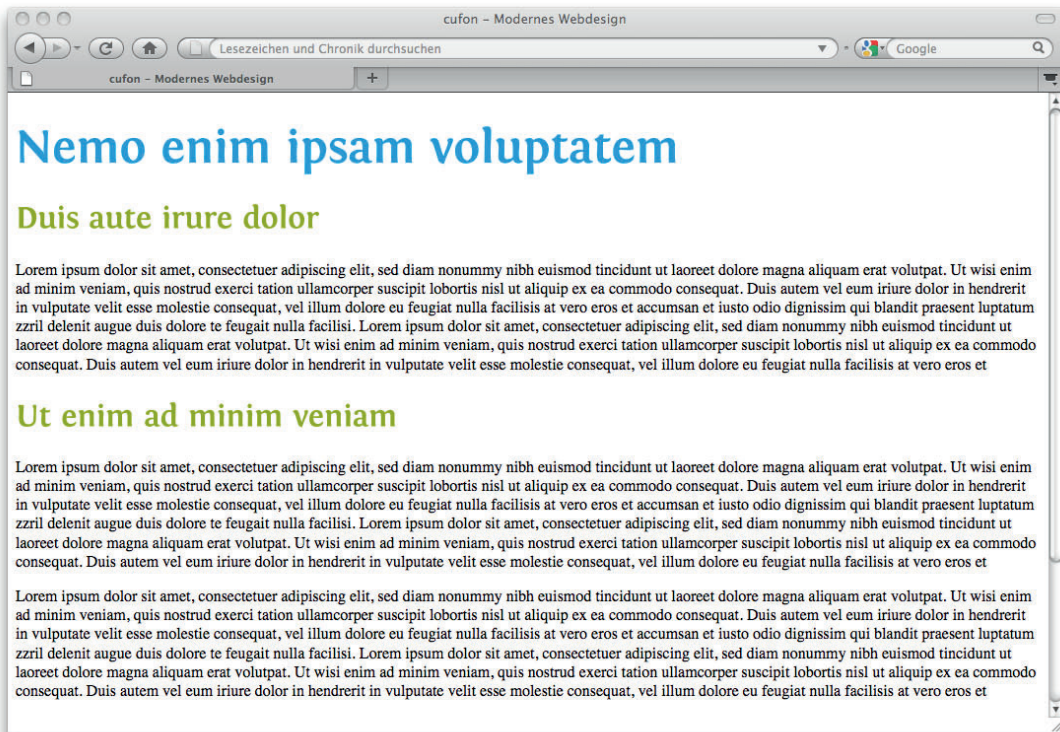 cufon – Modernes Webdesign
Lesezeichen und Chronik durchsuchen
Google
cufon – Modernes Webdesign
Nemo enim ipsam voluptatem
Duis aute irure dolor
Lorem ipsum dolor sit amet, consectetuer adipiscing elit, sed diam nonummy nibh euismod tincidunt ut laoreet dolore magna aliquam erat volutpat. Ut wisi enim
ad minim veniam, quis nostrud exerci tation ullamcorper suscipit lobortis nisl ut aliquip ex ea commodo consequat. Duis autem vel eum iriure dolor in hendrerit
in vulputate velit esse molestie consequat, vel illum dolore eu feugiat nulla facilisis at vero eros et accumsan et iusto odio dignissim qui blandit praesent luptatum
zzril delenit augue duis dolore te feugait nulla facilisi. Lorem ipsum dolor sit amet, consectetuer adipiscing elit, sed diam nonummy nibh euismod tincidunt ut
laoreet dolore magna aliquam erat volutpat. Ut wisi enim ad minim veniam, quis nostrud exerci tation ullamcorper suscipit lobortis nisl ut aliquip ex ea commodo
consequat. Duis autem vel eum iriure dolor in hendrerit in vulputate velit esse molestie consequat, vel illum dolore eu feugiat nulla facilisis at vero eros et
Ut enim ad minim veniam
Lorem ipsum dolor sit amet, consectetuer adipiscing elit, sed diam nonummy nibh euismod tincidunt ut laoreet dolore magna aliquam erat volutpat. Ut wisi enim
ad minim veniam, quis nostrud exerci tation ullamcorper suscipit lobortis nisl ut aliquip ex ea commodo consequat. Duis autem vel eum iriure dolor in hendrerit
in vulputate velit esse molestie consequat, vel illum dolore eu feugiat nulla facilisis at vero eros et accumsan et iusto odio dignissim qui blandit praesent luptatum
zzril delenit augue duis dolore te feugait nulla facilisi. Lorem ipsum dolor sit amet, consectetuer adipiscing elit, sed diam nonummy nibh euismod tincidunt ut
laoreet dolore magna aliquam erat volutpat. Ut wisi enim ad minim veniam, quis nostrud exerci tation ullamcorper suscipit lobortis nisl ut aliquip ex ea commodo
consequat. Duis autem vel eum iriure dolor in hendrerit in vulputate velit esse molestie consequat, vel illum dolore eu feugiat nulla facilisis at vero eros et
Lorem ipsum dolor sit amet, consectetuer adipiscing elit, sed diam nonummy nibh euismod tincidunt ut laoreet dolore magna aliquam erat volutpat. Ut wisi enim
ad minim veniam, quis nostrud exerci tation ullamcorper suscipit lobortis nisl ut aliquip ex ea commodo consequat. Duis autem vel eum iriure dolor in hendrerit
in vulputate velit esse molestie consequat, vel illum dolore eu feugiat nulla facilisis at vero eros et accumsan et iusto odio dignissim qui blandit praesent luptatum
zzril delenit augue duis dolore te feugait nulla facilisi. Lorem ipsum dolor sit amet, consectetuer adipiscing elit, sed diam nonummy nibh euismod tincidunt ut
laoreet dolore magna aliquam erat volutpat. Ut wisi enim ad minim veniam, quis nostrud exerci tation ullamcorper suscipit lobortis nisl ut aliquip ex ea commodo
consequat. Duis autem vel eum iriure dolor in hendrerit in vulputate velit esse molestie consequat, vel illum dolore eu feugiat nulla facilisis at vero eros et